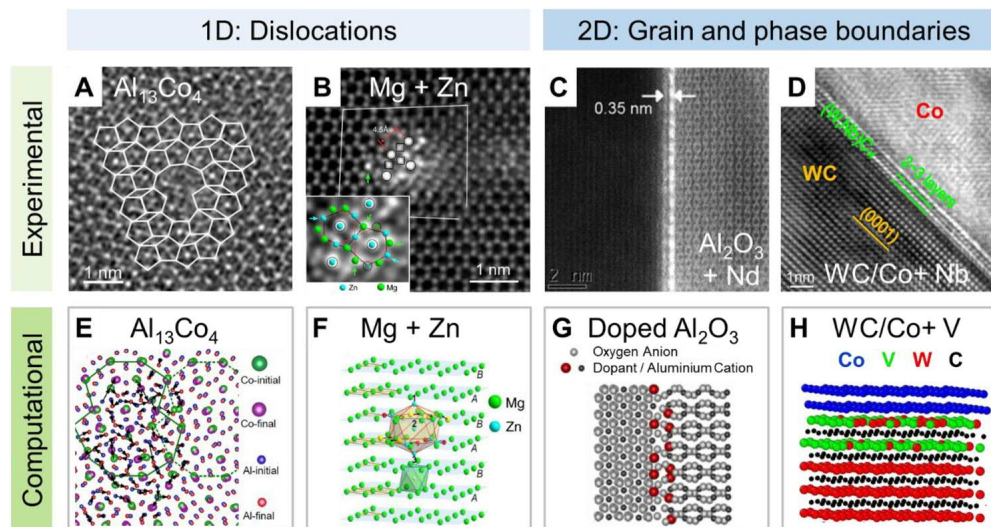 1D: Dislocations
2D: Grain and phase boundaries
Experimental
A
Al₁₃Co₄
1 nm
B
Mg + Zn
4.5Å
Zn
Mg
1 nm
C
0.35 nm
Al₂O₃
+ Nd
2 nm
D
Co
2~3 layers
WC
(0001)
WC/Co+ Nb
1nm
Computational
E
Al₁₃Co₄
Co-initial
Co-final
Al-initial
Al-final
F
Mg + Zn
B
A
B
A
B
A
1
2
Mg
Zn
G
Doped Al₂O₃
Oxygen Anion
Dopant / Aluminium Cation
H
WC/Co+ V
Co V W C